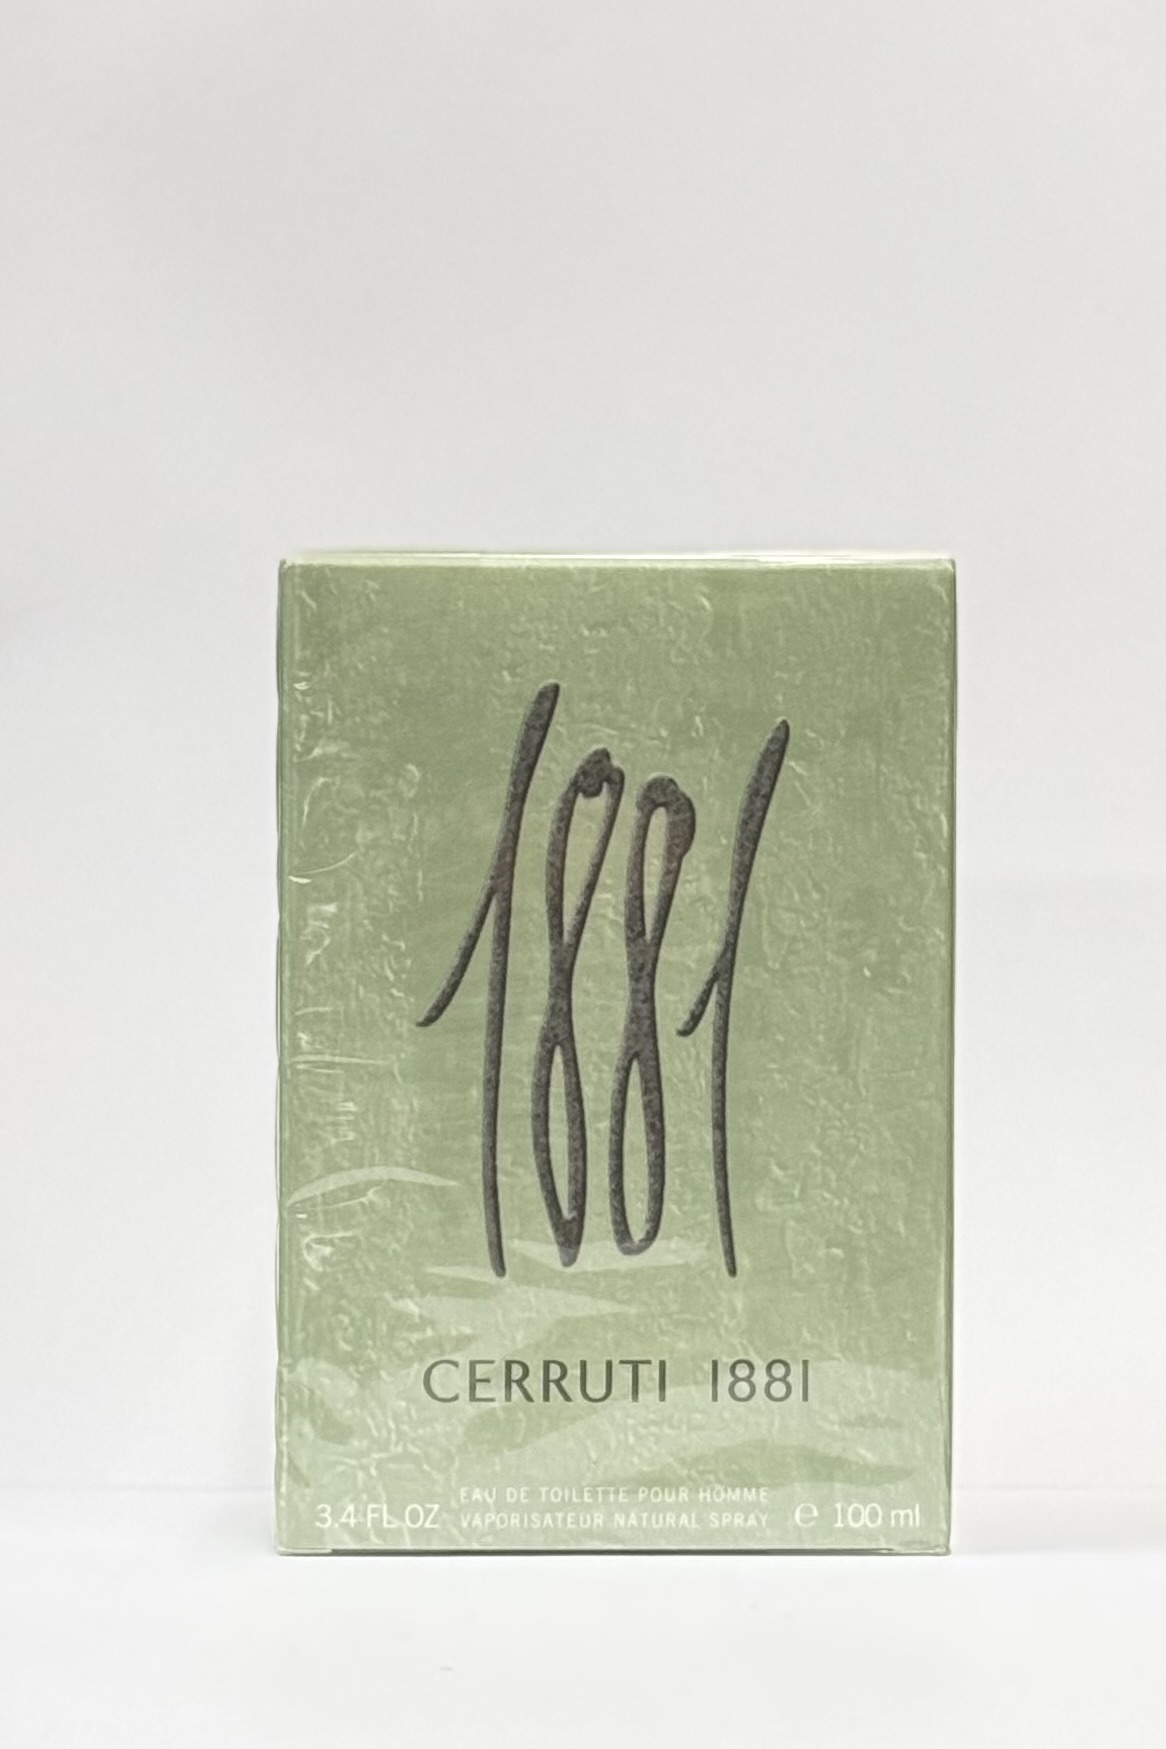 1881
CERRUTI 1881
EAU DE TOILETTE POUR HOMME
3.4 FL OZ VAPORISATEUR NATURAL SPRAY ℮ 100 ml